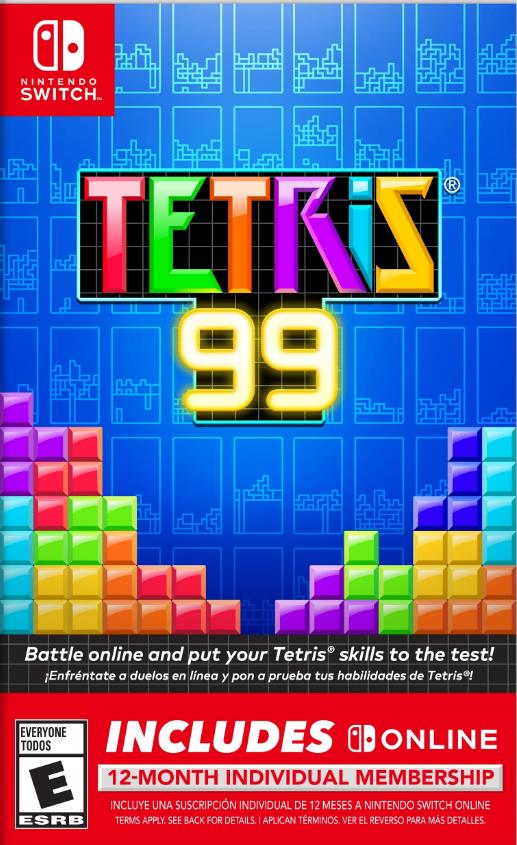 NINTENDO
SWITCH™
TETRIS®
99
Battle online and put your Tetris® skills to the test!
¡Enfréntate a duelos en línea y pon a prueba tus habilidades de Tetris®!
EVERYONE
TODOS
E
ESRB
INCLUDES ONLINE
12-MONTH INDIVIDUAL MEMBERSHIP
INCLUYE UNA SUSCRIPCIÓN INDIVIDUAL DE 12 MESES A NINTENDO SWITCH ONLINE
TERMS APPLY. SEE BACK FOR DETAILS. | APLICAN TÉRMINOS. VER EL REVERSO PARA MÁS DETALLES.